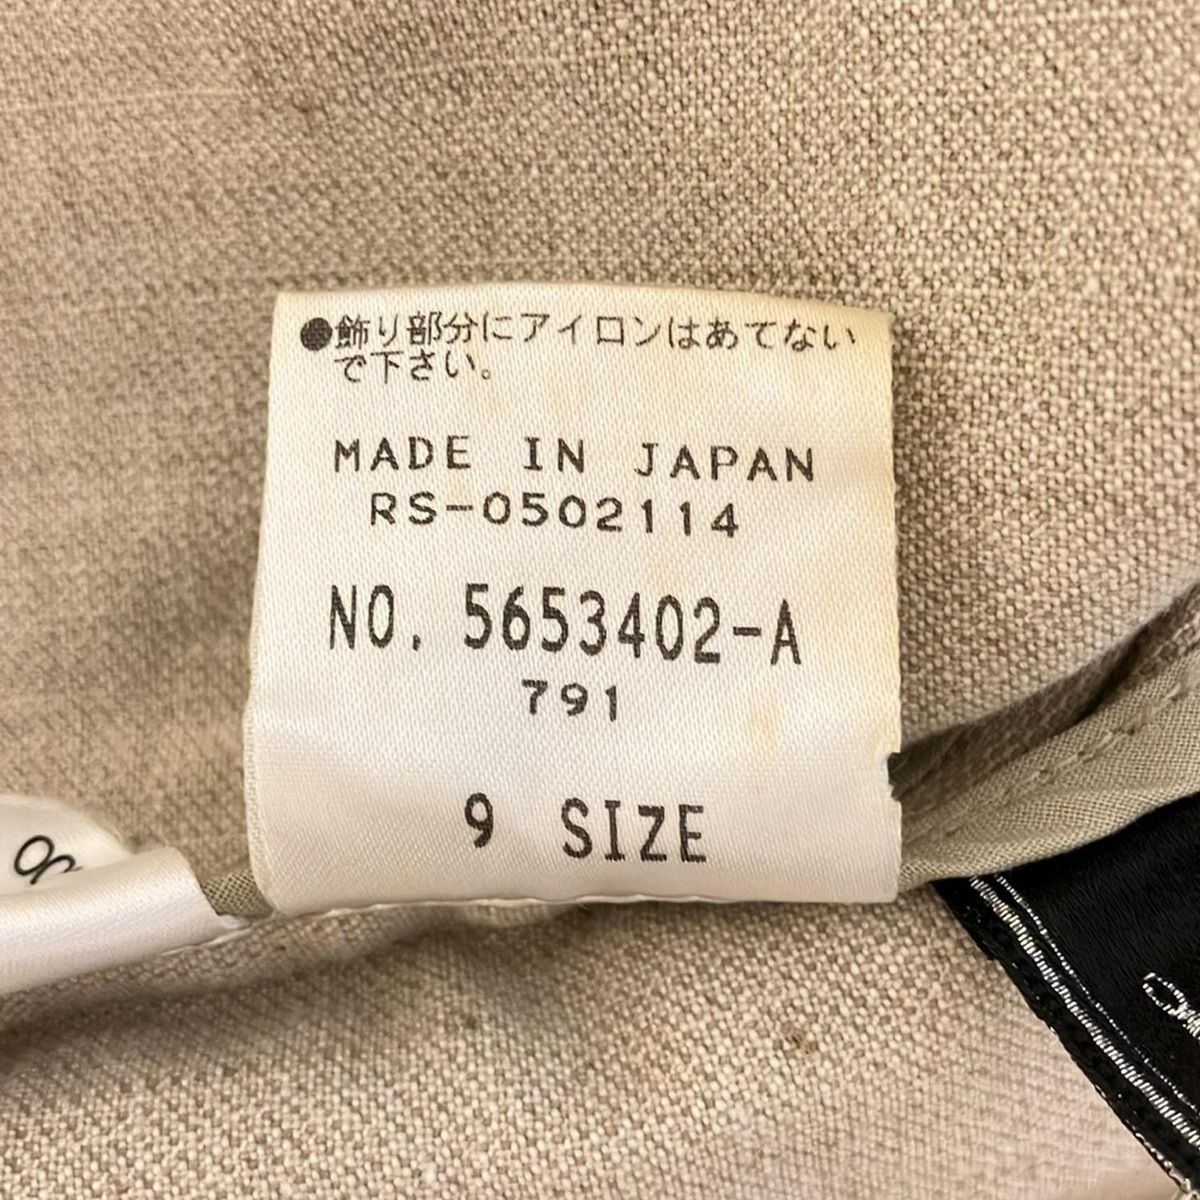 ●飾り部分にアイロンはあてない
で下さい。
MADE IN JAPAN
RS-0502114
NO. 5653402-A
791
9 SIZE